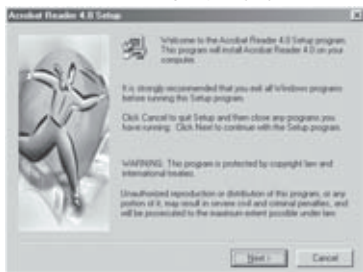 Acrobat Reader 4.0 Setup
Welcome to the Acrobat Reader 4.0 Setup program.
This program will install Acrobat Reader 4.0 on your
computer.
It is strongly recommended that you exit all Windows programs
before running this Setup program.
Click Cancel to quit Setup and then close any programs you
have running. Click Next to continue with the Setup program.
WARNING: This program is protected by copyright law and
international treaties.
Unauthorized reproduction or distribution of this program, or any
portion of it, may result in severe civil and criminal penalties, and
will be prosecuted to the maximum extent possible under law.
Next >
Cancel